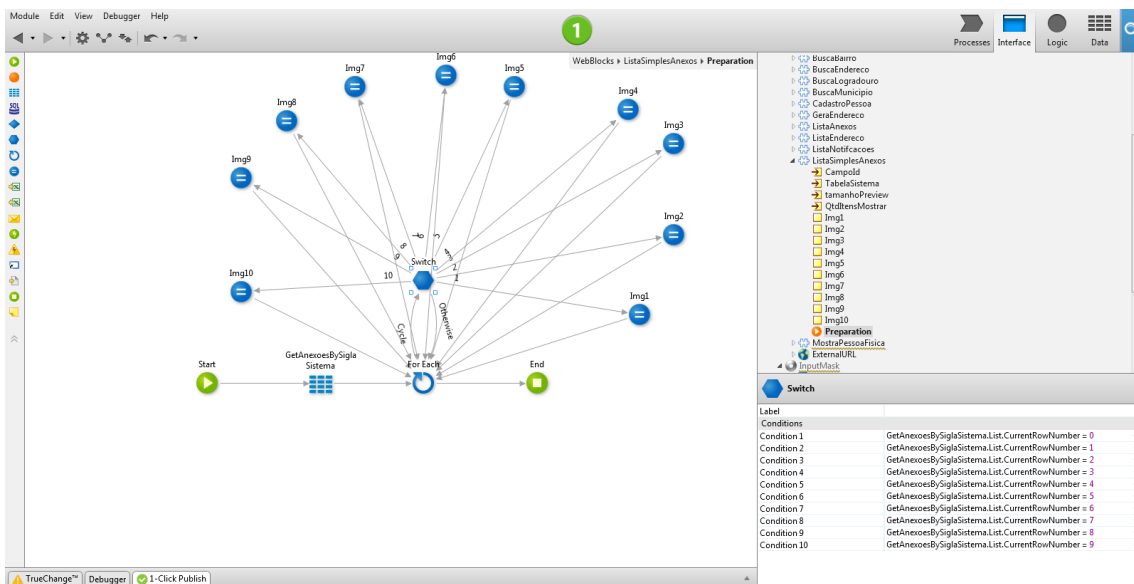 Module Edit View Debugger Help
1
Processes Interface Logic Data
WebBlocks ▸ ListaSimplesAnexos ▸ Preparation
Img6
Img7
Img5
Img4
Img8
Img3
Img9
Img2
Img10
Img1
Switch
1
2
3
8
9
10
Cycle
Otherwise
Start
GetAnexoesBySigla
Sistema
For Each
End
BuscaBairro
BuscaEndereco
BuscaLogradouro
BuscaMunicipio
CadastroPessoa
GeraEndereco
ListaAnexos
ListaEndereco
ListaNotifcacoes
ListaSimplesAnexos
CampoId
TabelaSistema
tamanhoPreview
QtdItensMostrar
Img1
Img2
Img3
Img4
Img5
Img6
Img7
Img8
Img9
Img10
Preparation
MostraPessoaFisica
ExternalURL
InputMask
Switch
Label
Conditions
Condition 1 GetAnexoesBySiglaSistema.List.CurrentRowNumber = 0
Condition 2 GetAnexoesBySiglaSistema.List.CurrentRowNumber = 1
Condition 3 GetAnexoesBySiglaSistema.List.CurrentRowNumber = 2
Condition 4 GetAnexoesBySiglaSistema.List.CurrentRowNumber = 3
Condition 5 GetAnexoesBySiglaSistema.List.CurrentRowNumber = 4
Condition 6 GetAnexoesBySiglaSistema.List.CurrentRowNumber = 5
Condition 7 GetAnexoesBySiglaSistema.List.CurrentRowNumber = 6
Condition 8 GetAnexoesBySiglaSistema.List.CurrentRowNumber = 7
Condition 9 GetAnexoesBySiglaSistema.List.CurrentRowNumber = 8
Condition 10 GetAnexoesBySiglaSistema.List.CurrentRowNumber = 9
TrueChange™ Debugger 1-Click Publish